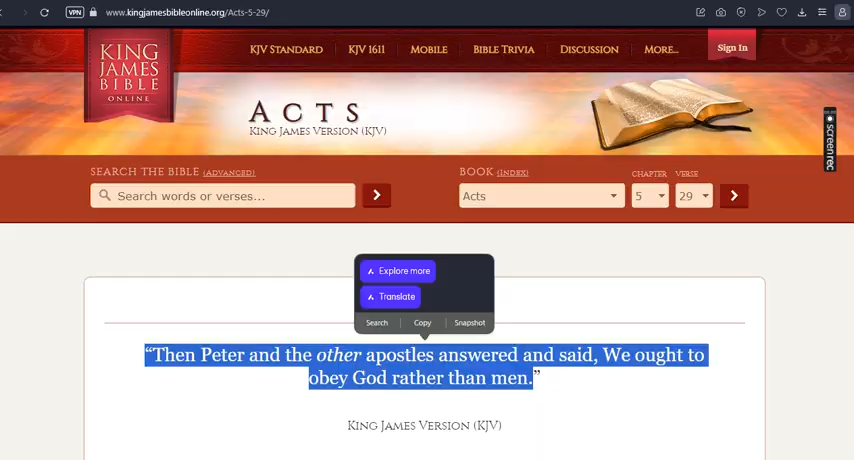 VPN www.kingjamesbibleonline.org/Acts-5-29/
KING
JAMES
BIBLE
ONLINE
KJV Standard KJV 1611 Mobile Bible Trivia Discussion More... Sign In
Acts
King James Version (KJV)
screenrec
Search the Bible (Advanced) Book (Index) Chapter Verse
Search words or verses... Acts 5 29
Explore more
Translate
Search Copy Snapshot
“Then Peter and the other apostles answered and said, We ought to
obey God rather than men.”
King James Version (KJV)